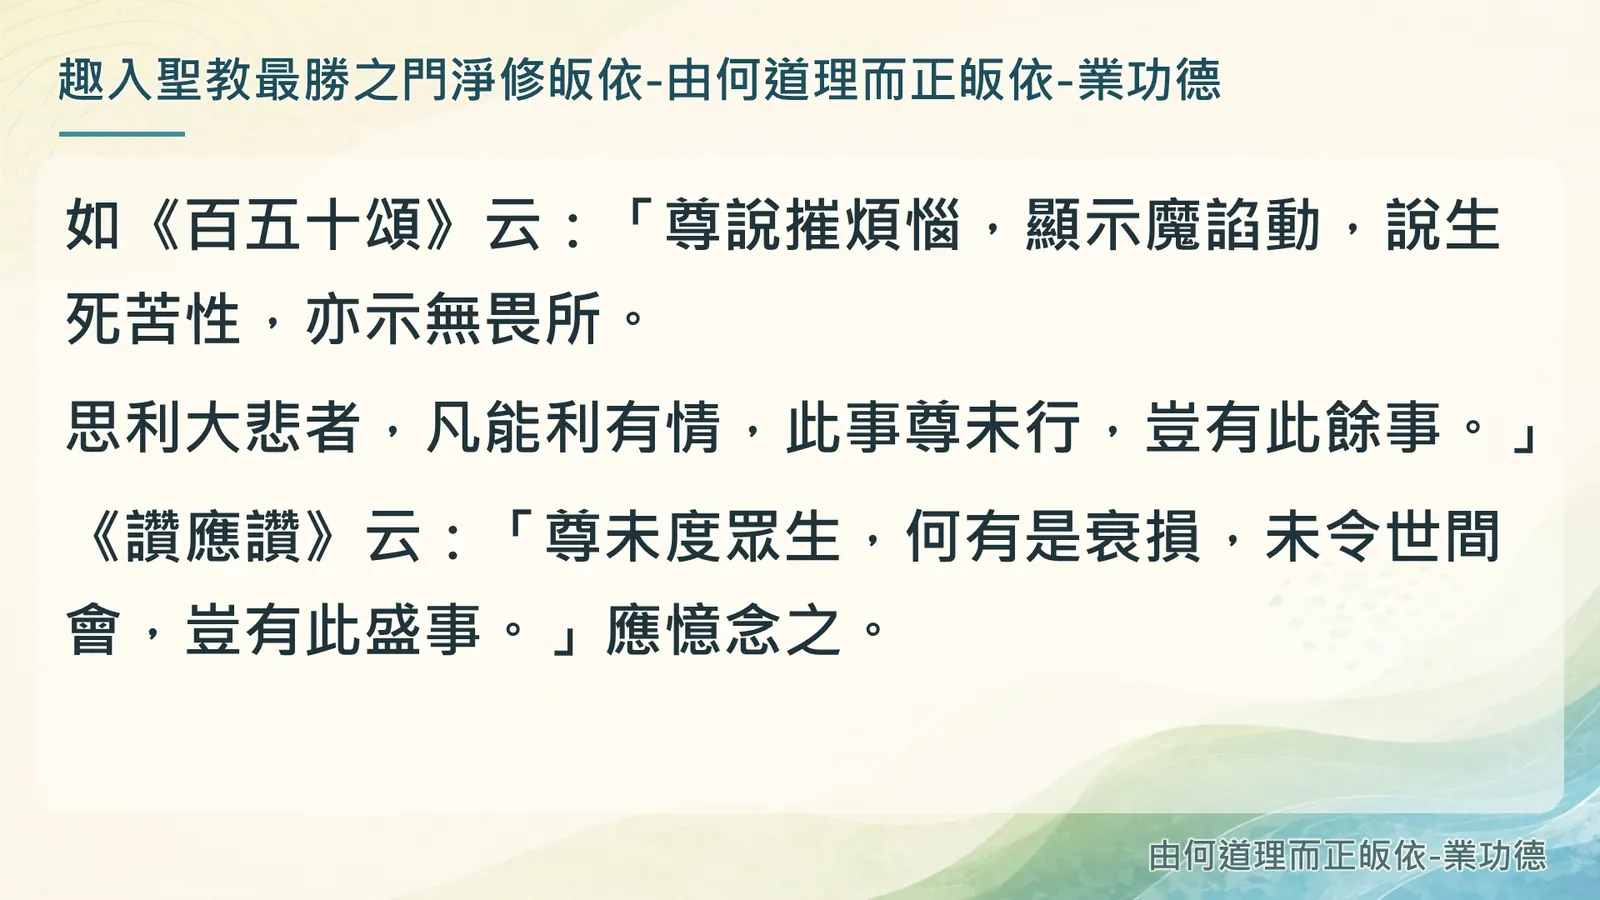 趣入聖教最勝之門淨修皈依-由何道理而正皈依-業功德
如《百五十頌》云：「尊說摧煩惱，顯示魔諂動，說生
死苦性，亦示無畏所。
思利大悲者，凡能利有情，此事尊未行，豈有此餘事。」
《讚應讚》云：「尊未度眾生，何有是衰損，未令世間
會，豈有此盛事。」應憶念之。
由何道理而正皈依-業功德